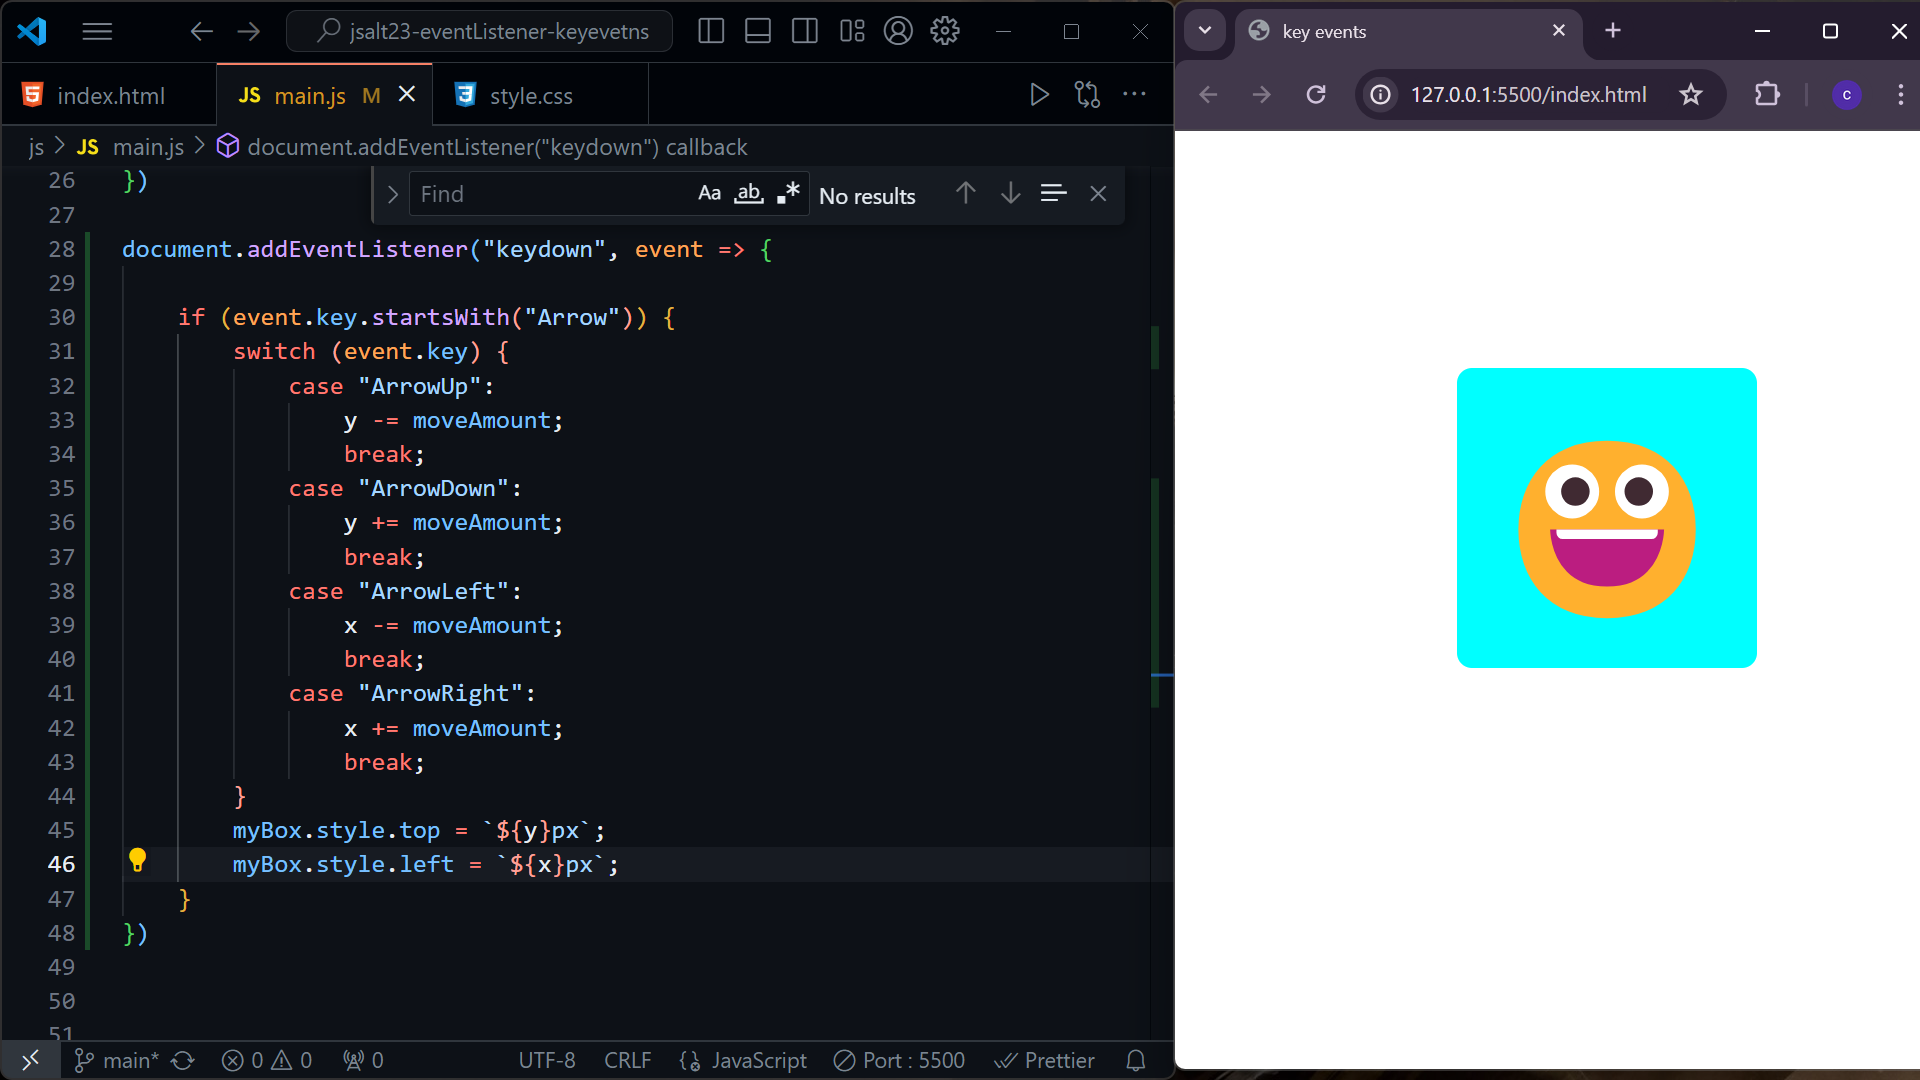 jsalt23-eventListener-keyevetns
index.html
JS main.js M
style.css
js > JS main.js > document.addEventListener("keydown") callback
Find Aa ab .* No results
26 })
27
28 document.addEventListener("keydown", event => {
29
30 if (event.key.startsWith("Arrow")) {
31 switch (event.key) {
32 case "ArrowUp":
33 y -= moveAmount;
34 break;
35 case "ArrowDown":
36 y += moveAmount;
37 break;
38 case "ArrowLeft":
39 x -= moveAmount;
40 break;
41 case "ArrowRight":
42 x += moveAmount;
43 break;
44 }
45 myBox.style.top = `${y}px`;
46 myBox.style.left = `${x}px`;
47 }
48 })
49
50
51
main* 0 0 0 UTF-8 CRLF {} JavaScript Port : 5500 Prettier
key events
127.0.0.1:5500/index.html
c